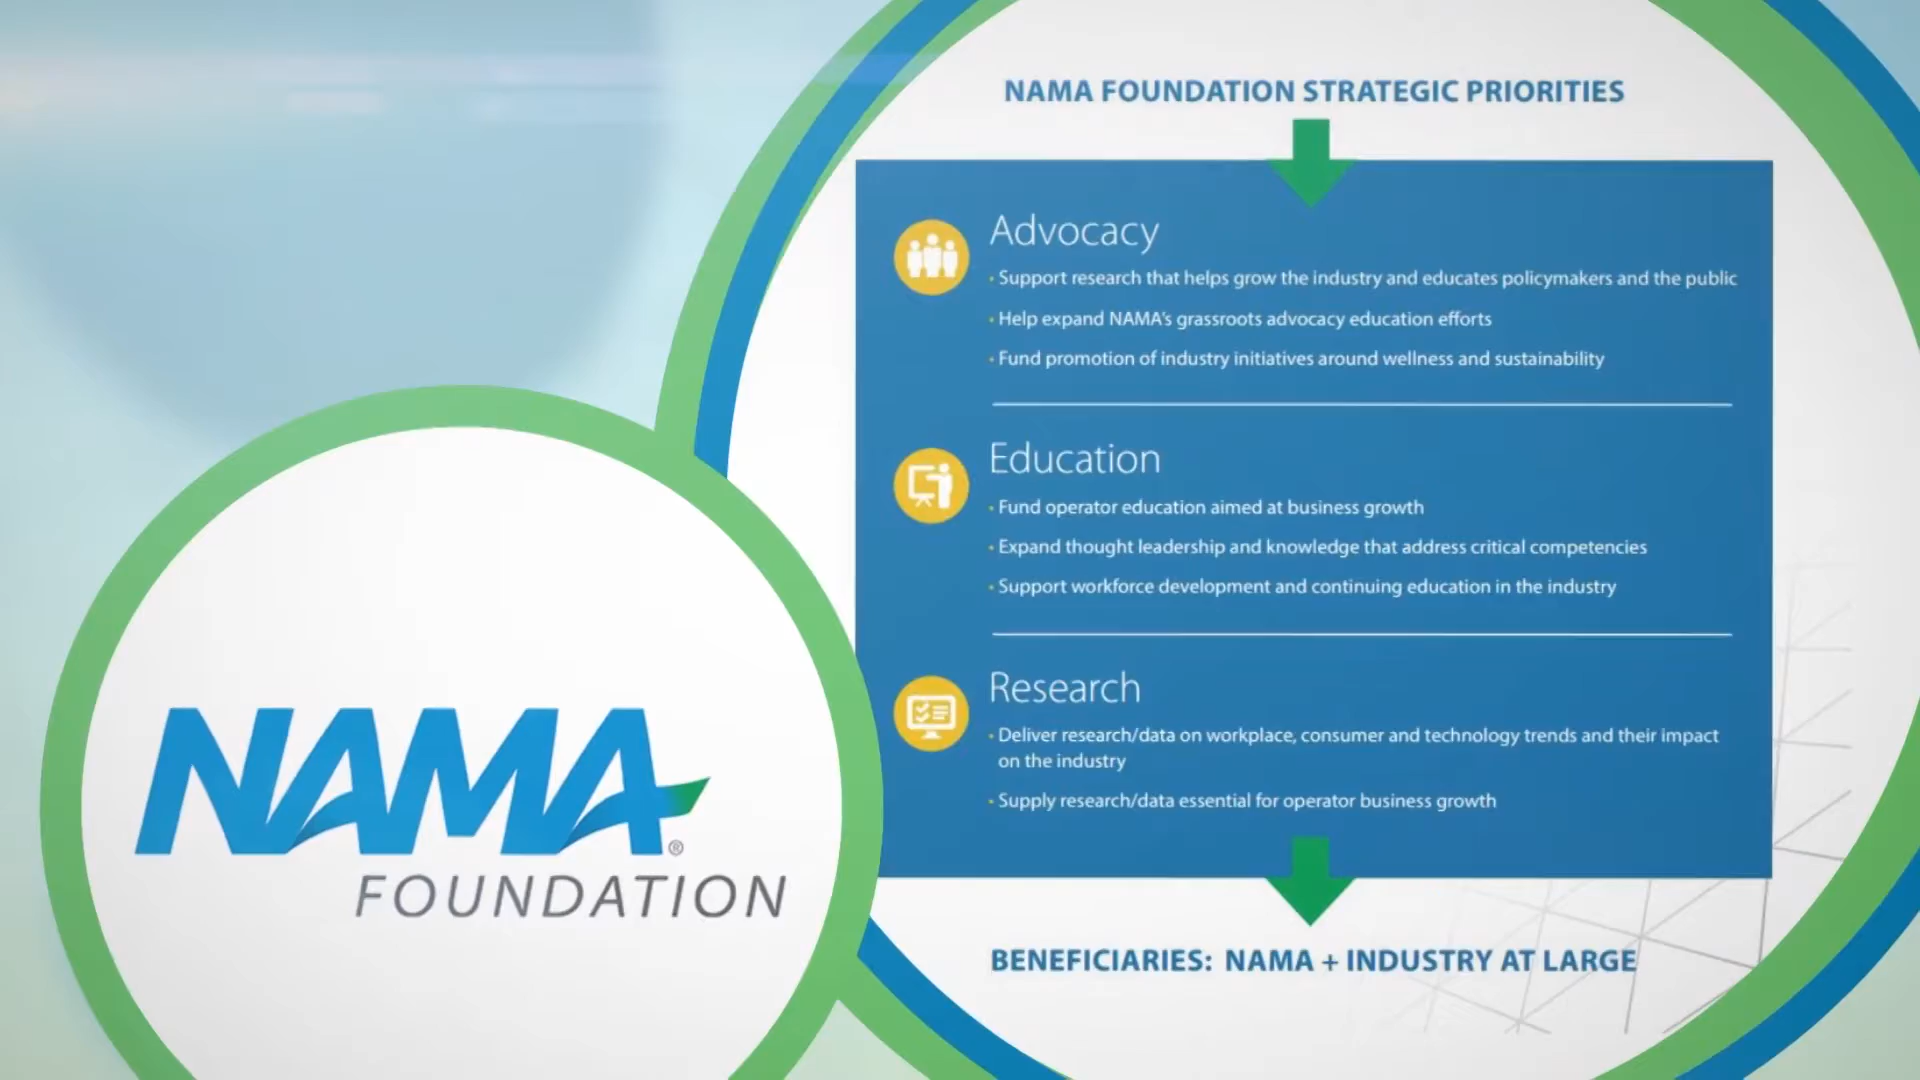 NAMA FOUNDATION STRATEGIC PRIORITIES
Advocacy
• Support research that helps grow the industry and educates policymakers and the public
• Help expand NAMA's grassroots advocacy education efforts
• Fund promotion of industry initiatives around wellness and sustainability
Education
• Fund operator education aimed at business growth
• Expand thought leadership and knowledge that address critical competencies
• Support workforce development and continuing education in the industry
Research
• Deliver research/data on workplace, consumer and technology trends and their impact
on the industry
• Supply research/data essential for operator business growth
BENEFICIARIES: NAMA + INDUSTRY AT LARGE
NAMA®
FOUNDATION